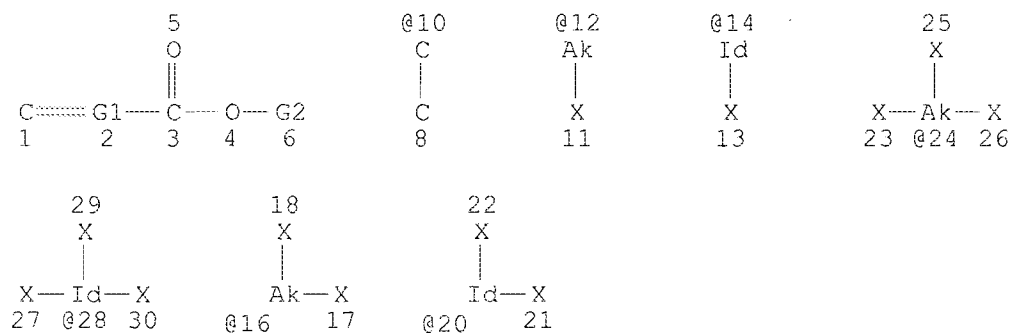 5 @10 @12 @14 25
O C Ak Id X
C G1 C O G2 C X X X Ak X
1 2 3 4 6 8 11 13 23 @24 26
29 18 22
X X X
X Id X Ak X Id X
27 @28 30 @16 17 @20 21